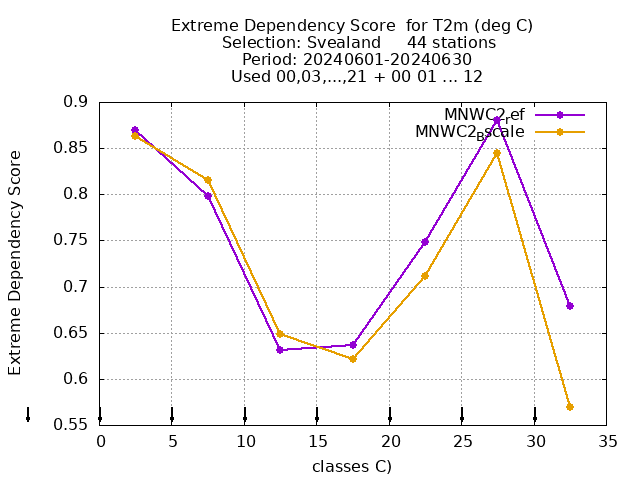 Extreme Dependency Score  for T2m (deg C)
Selection: Svealand     44 stations
Period: 20240601-20240630
Used 00,03,...,21 + 00 01 ... 12
MNWC2ref
MNWC2Bscale
Extreme Dependency Score
0.9
0.85
0.8
0.75
0.7
0.65
0.6
0.55
0 5 10 15 20 25 30 35
classes C)